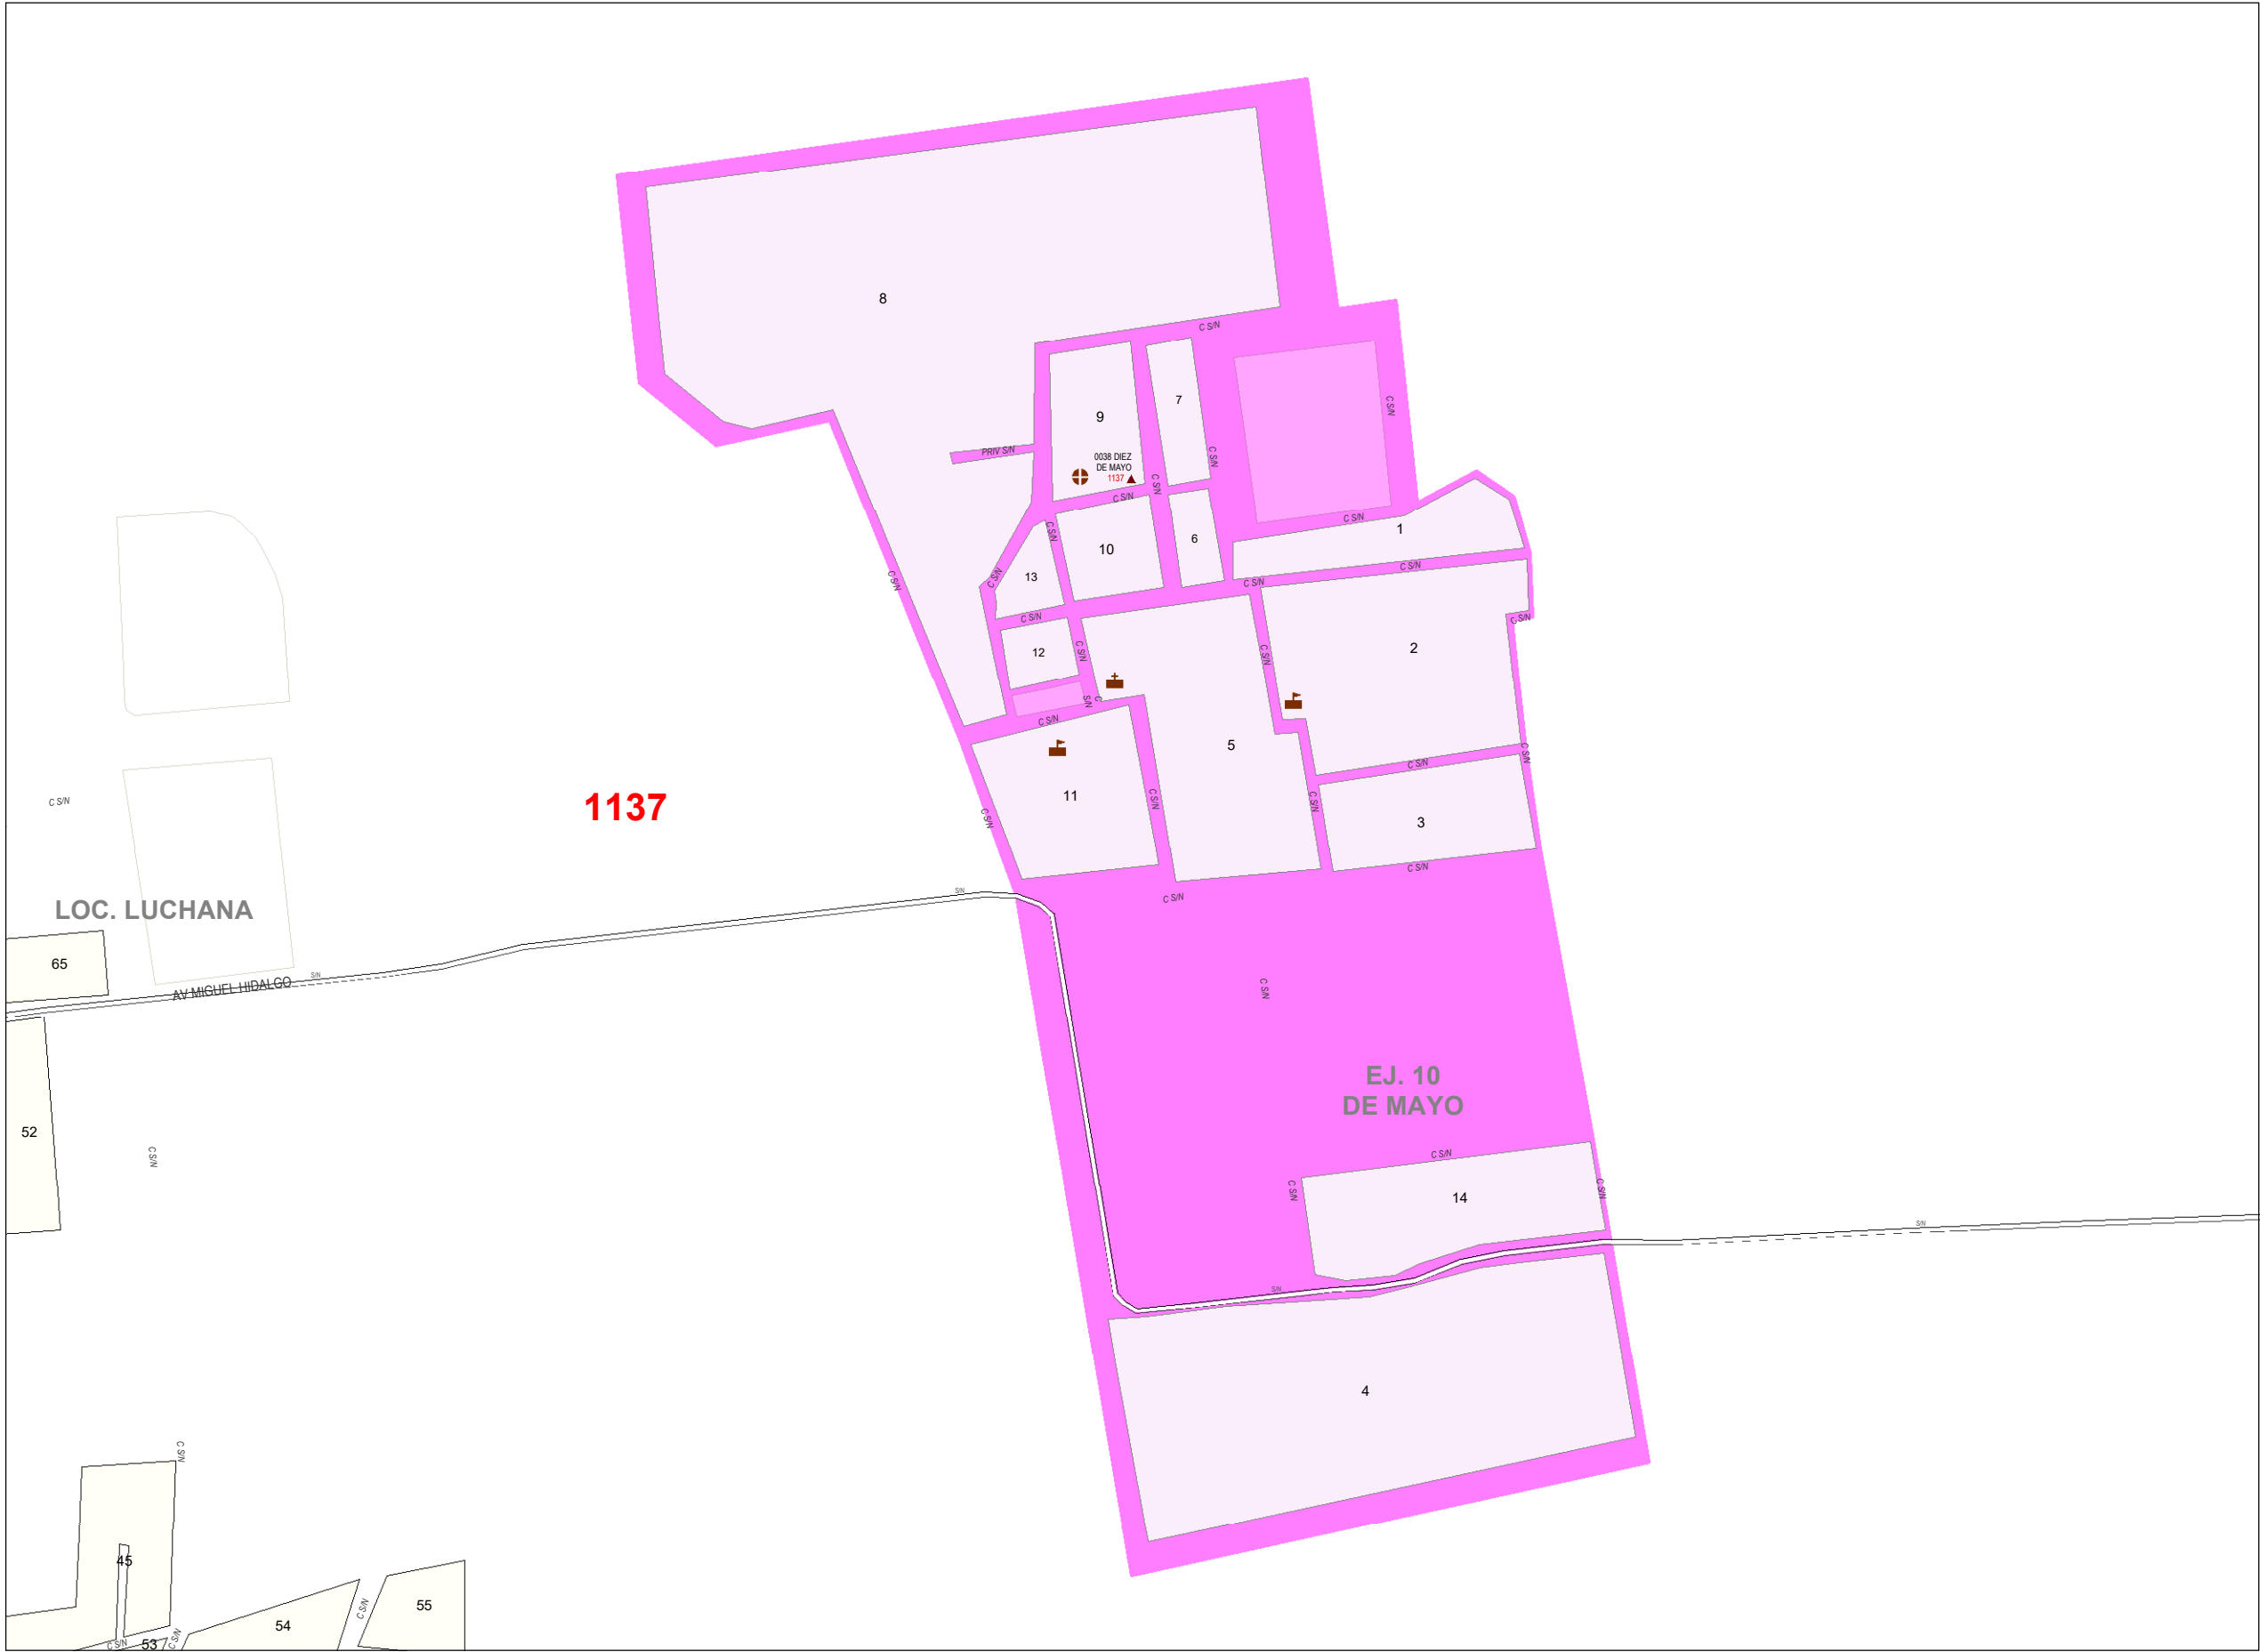 8
C S/N
7
9
C S/N
PRIV S/N
0038 DIEZ
DE MAYO
1137
C S/N
C S/N
C S/N
C S/N
1
C S/N
6
10
13
C S/N
C S/N
C S/N
C S/N
C S/N
C S/N
12
C S/N
C S/N
2
C S/N
C S/N
C S/N
5
C S/N
C S/N
11
C S/N
C S/N
C S/N
3
C S/N
C S/N
1137
C S/N
LOC. LUCHANA
S/N
C S/N
65
S/N
AV MIGUEL HIDALGO
C S/N
EJ. 10
DE MAYO
52
C S/N
C S/N
C S/N
14
C S/N
S/N
S/N
4
C S/N
45
55
C S/N
54
C S/N
C S/N
53